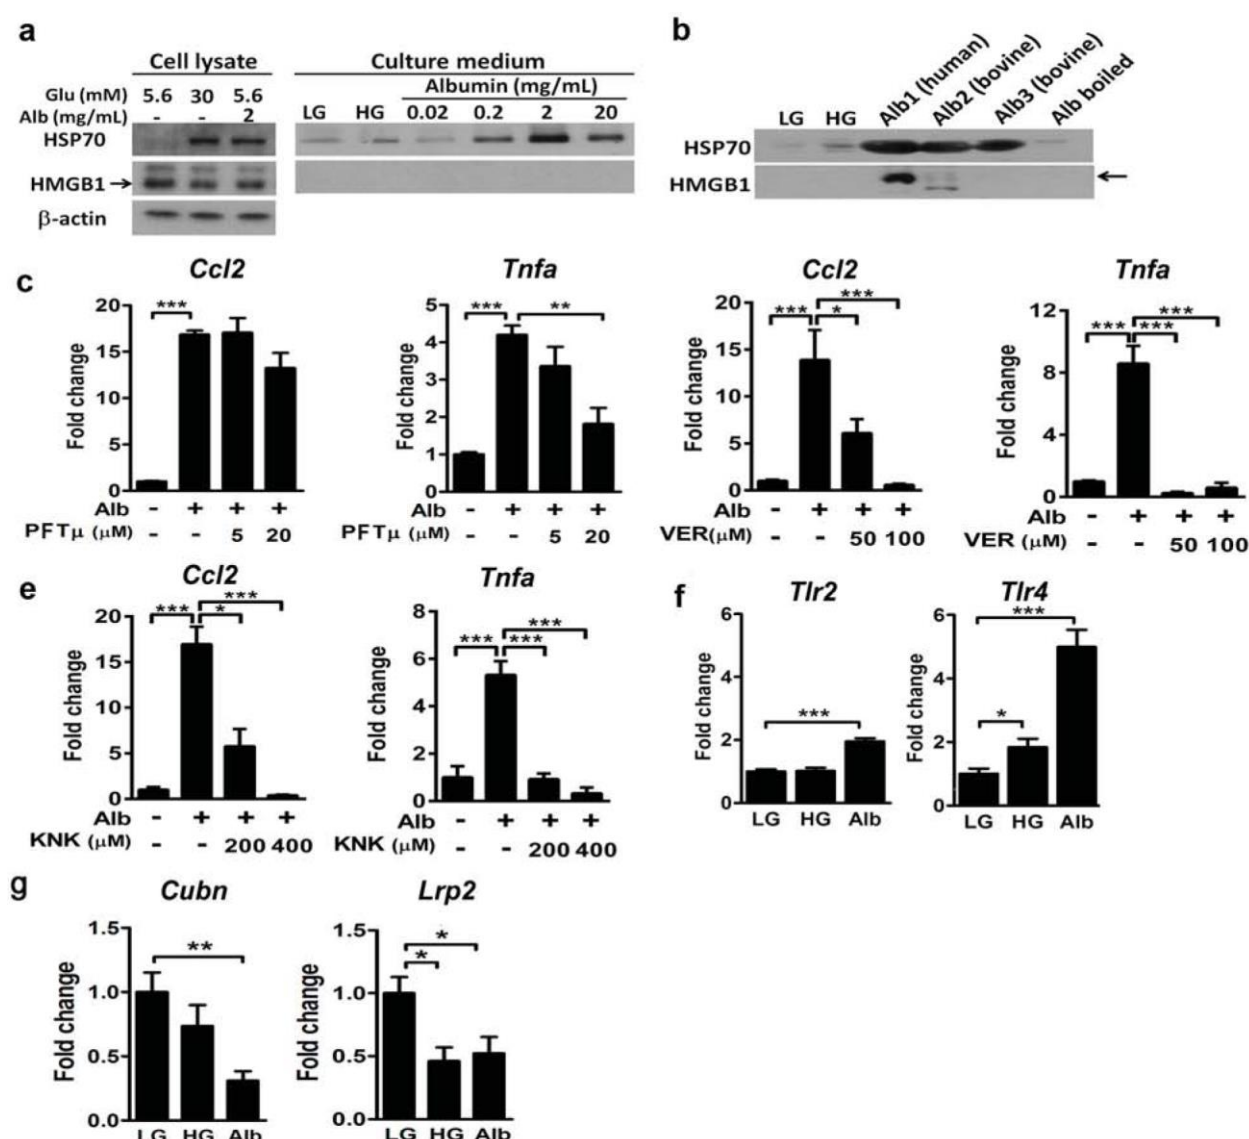 a
Cell lysate
Culture medium
Glu (mM) 5.6 30 5.6
Alb (mg/mL) - - 2
Albumin (mg/mL)
LG HG 0.02 0.2 2 20
HSP70
HMGB1→
β-actin
b
LG HG Alb1 (human) Alb2 (bovine) Alb3 (bovine) Alb boiled
HSP70
HMGB1 ←
c
Ccl2
***
Fold change
20
15
10
5
0
Alb - + + +
PFTμ (μM) - - 5 20
Tnfa
*** **
Fold change
5
4
3
2
1
0
Alb - + + +
PFTμ (μM) - - 5 20
Ccl2
***
*** *
Fold change
20
15
10
5
0
Alb - + + +
VER(μM) - - 50 100
Tnfa
***
*** ***
Fold change
12
8
4
0
Alb - + + +
VER (μM) - - 50 100
e
Ccl2
***
*** *
Fold change
20
15
10
5
0
Alb - + + +
KNK (μM) - - 200 400
Tnfa
***
*** ***
Fold change
8
6
4
2
0
Alb - + + +
KNK (μM) - - 200 400
f
Tlr2
***
Fold change
6
4
2
0
LG HG Alb
Tlr4
***
*
Fold change
6
4
2
0
LG HG Alb
g
Cubn
**
Fold change
1.5
1.0
0.5
0.0
LG HG Alb
Lrp2
*
*
Fold change
1.5
1.0
0.5
0.0
LG HG Alb